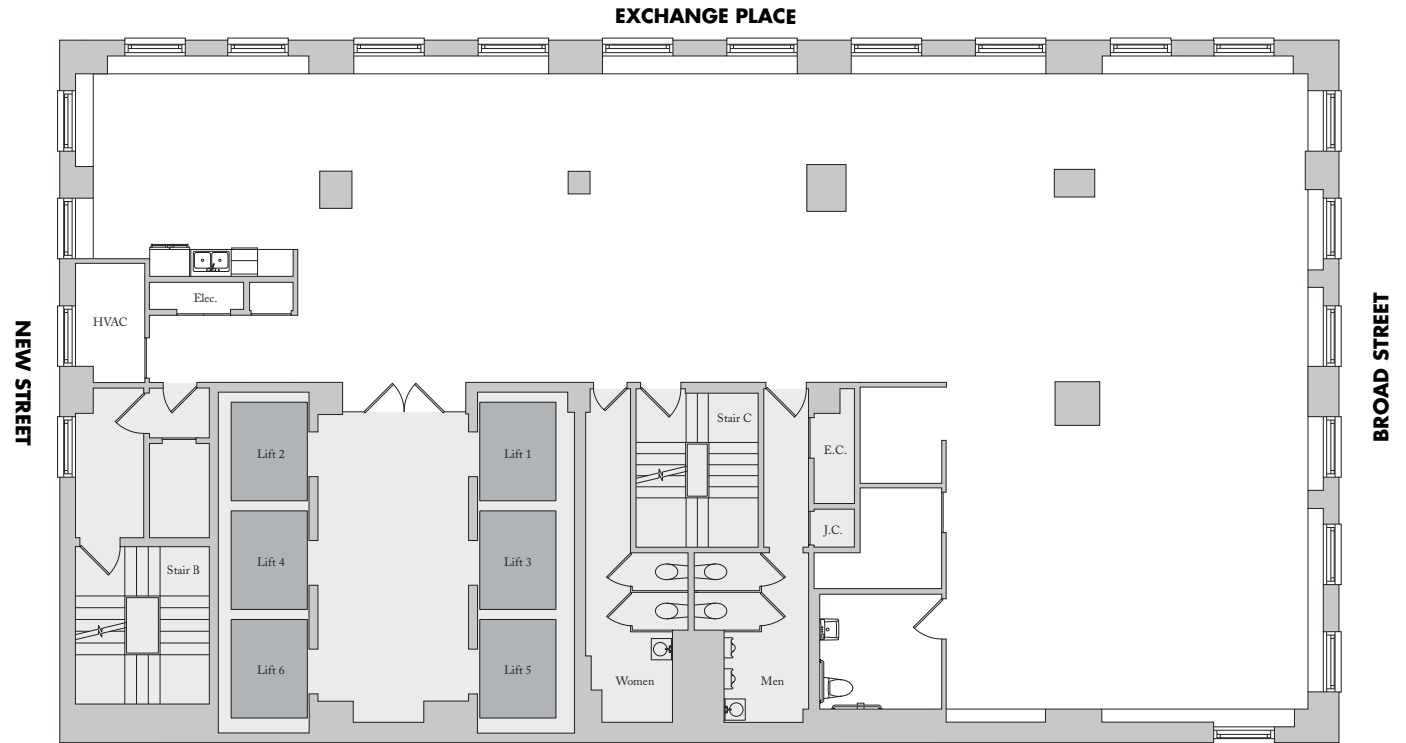 EXCHANGE PLACE
NEW STREET
BROAD STREET
Elec.
HVAC
Lift 2
Lift 1
Stair C
E.C.
J.C.
Lift 4
Lift 3
Stair B
Lift 6
Lift 5
Women
Men